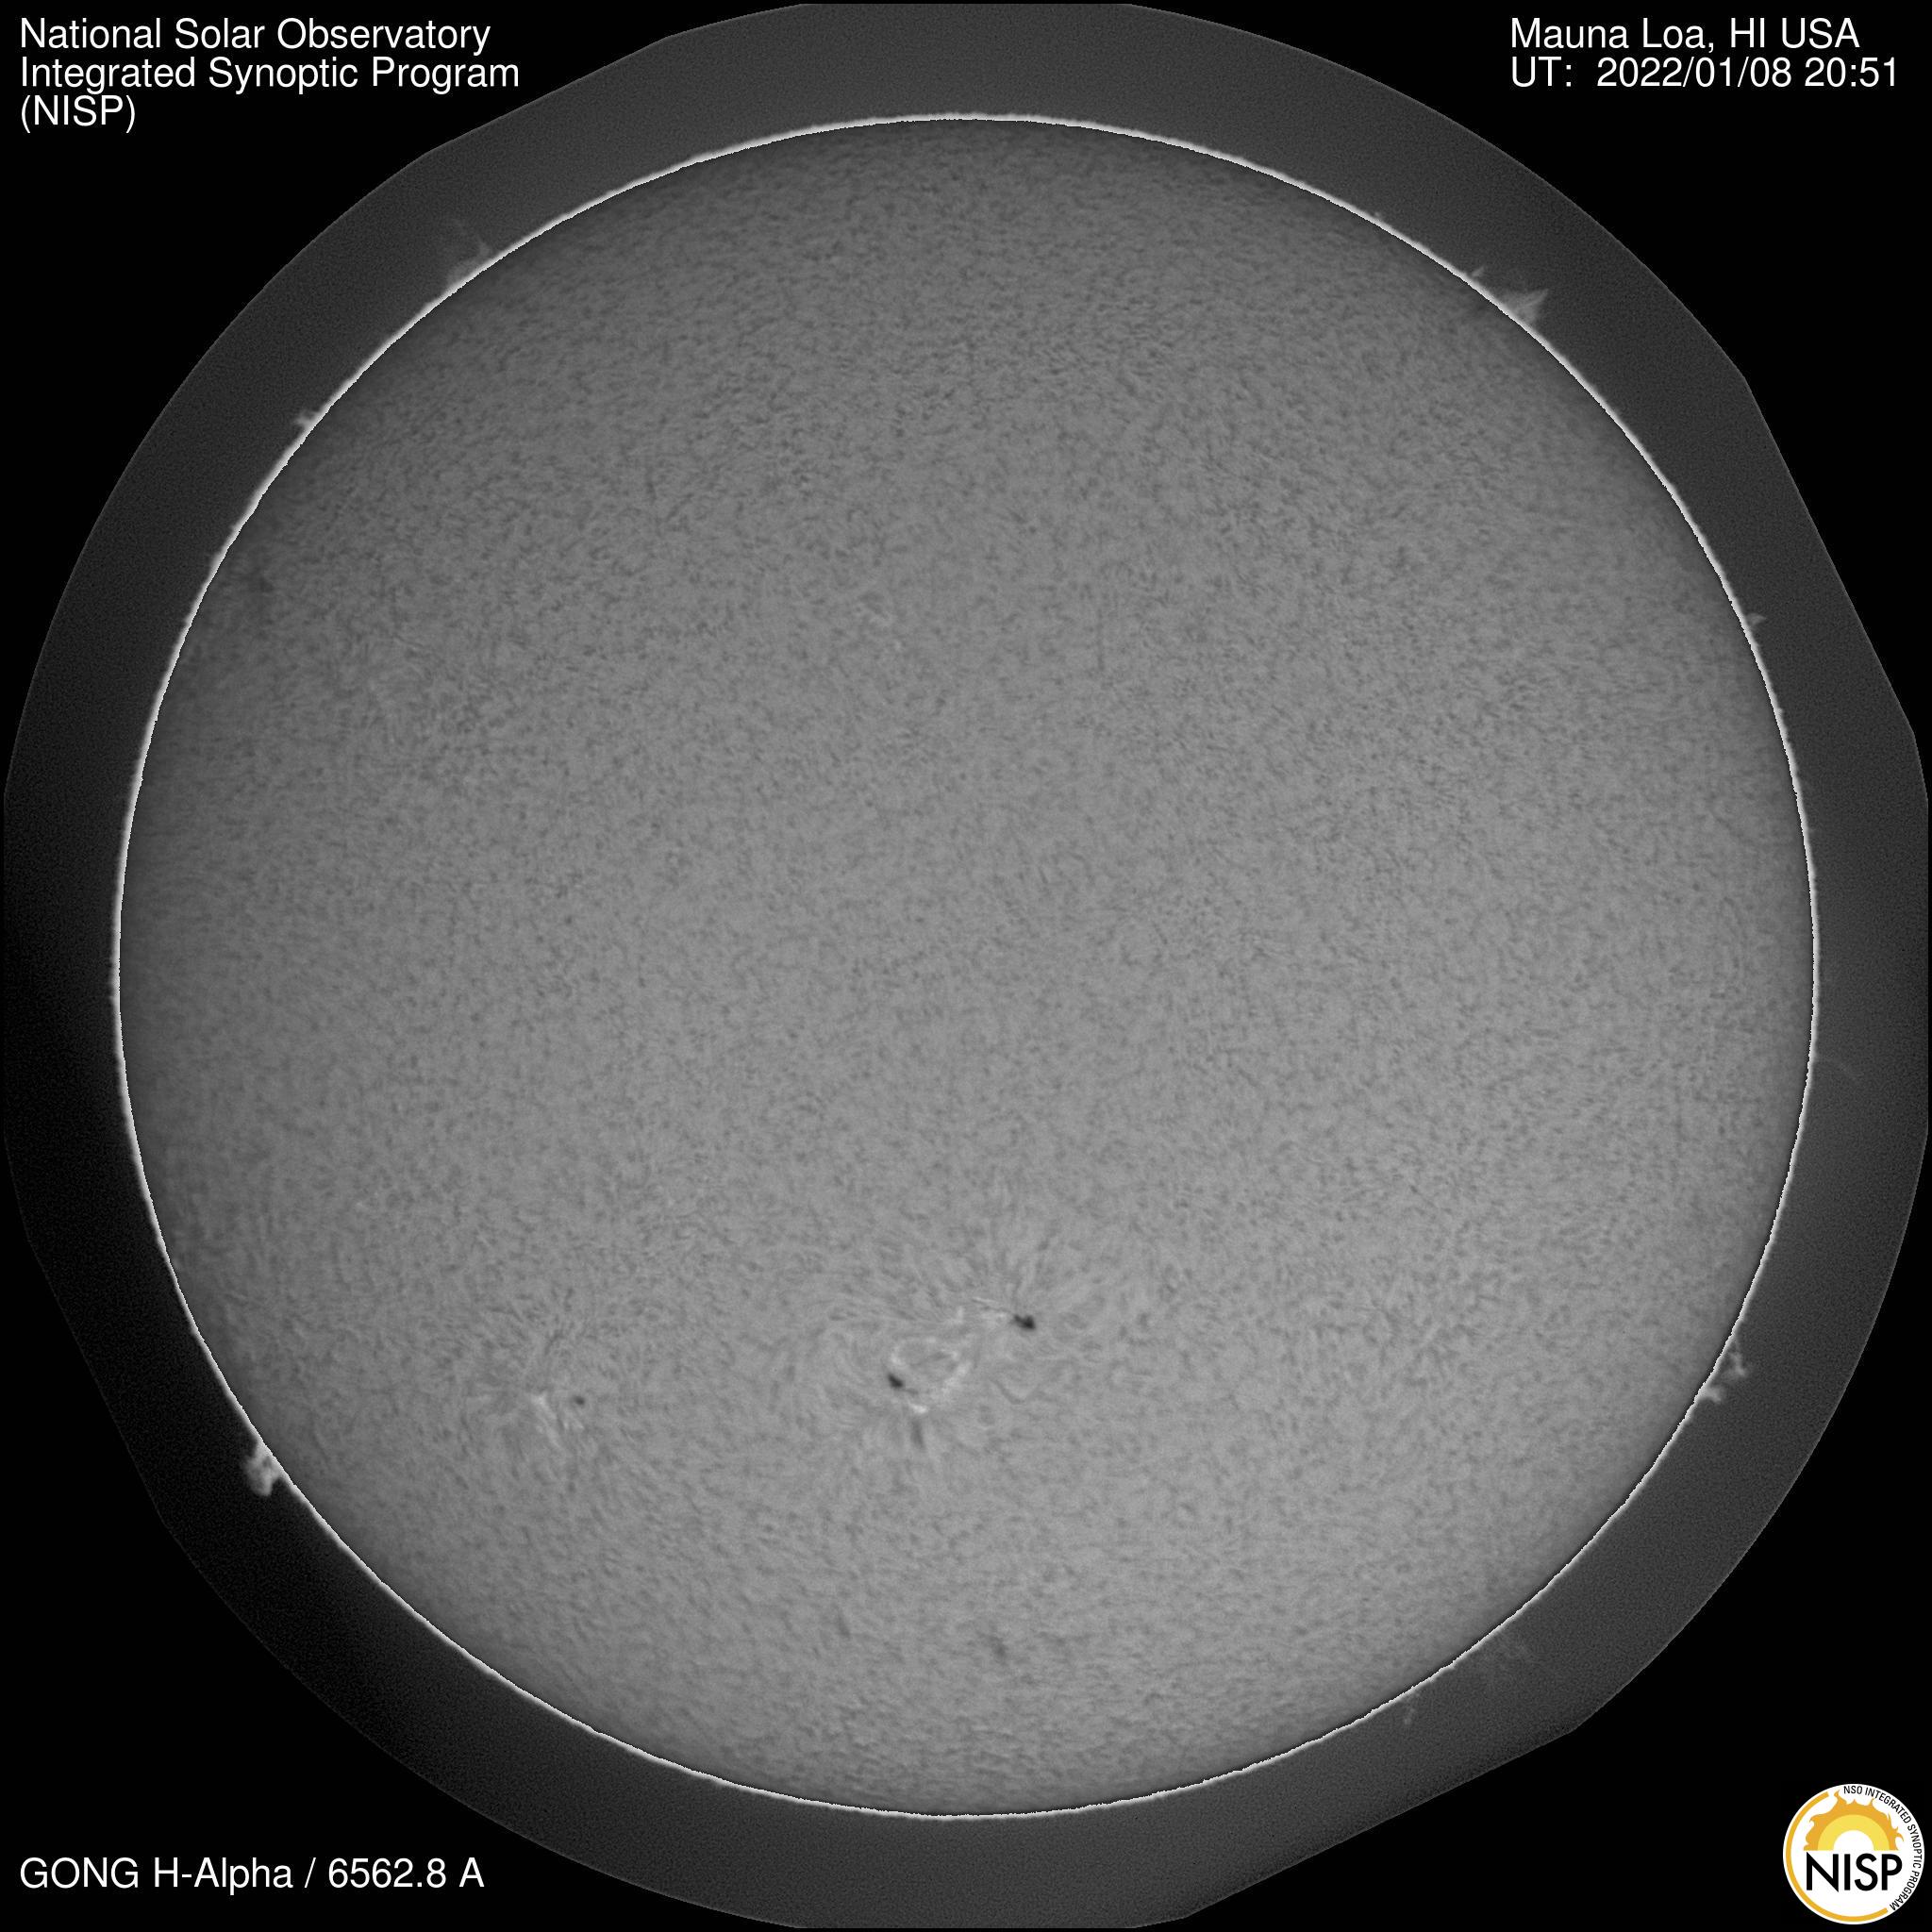 National Solar Observatory
Integrated Synoptic Program
(NISP)
Mauna Loa, HI USA
UT: 2022/01/08 20:51
GONG H-Alpha / 6562.8 A
NSO INTEGRATED SYNOPTIC PROGRAM
NISP